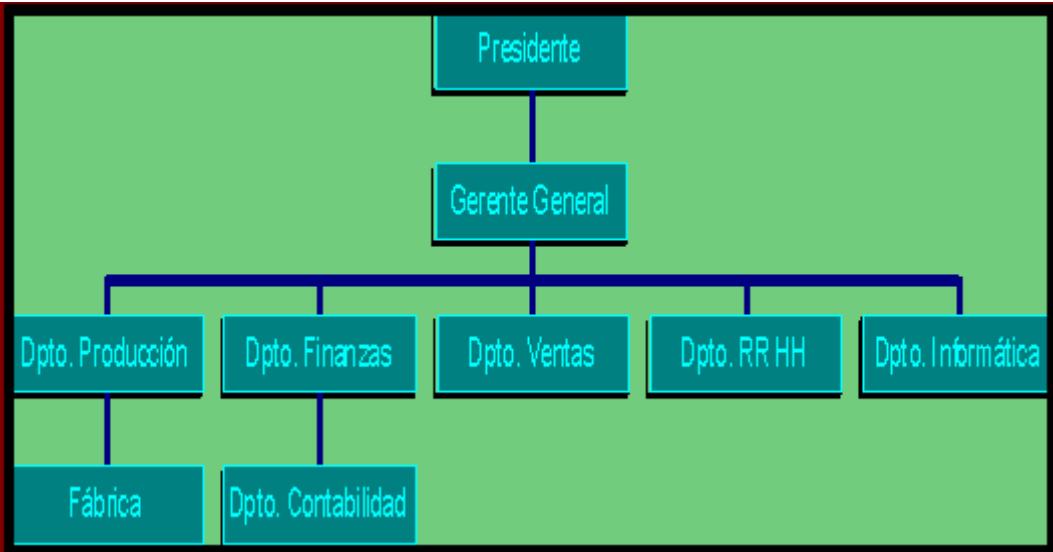 Presidente
Gerente General
Dpto. Producción
Dpto. Finanzas
Dpto. Ventas
Dpto. RR HH
Dpto. Informática
Fábrica
Dpto. Contabilidad